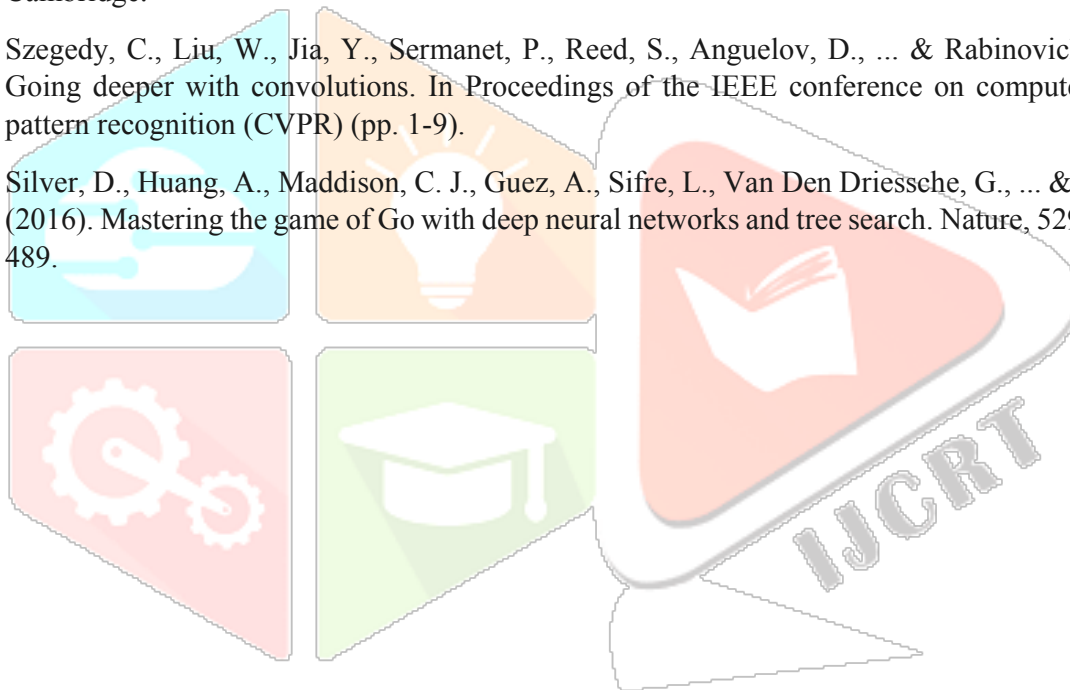 Cambridge.
Szegedy, C., Liu, W., Jia, Y., Sermanet, P., Reed, S., Anguelov, D., ... & Rabinovic
Going deeper with convolutions. In Proceedings of the IEEE conference on compute
pattern recognition (CVPR) (pp. 1-9).
Silver, D., Huang, A., Maddison, C. J., Guez, A., Sifre, L., Van Den Driessche, G., ... &
(2016). Mastering the game of Go with deep neural networks and tree search. Nature, 529
489.
IJCRT